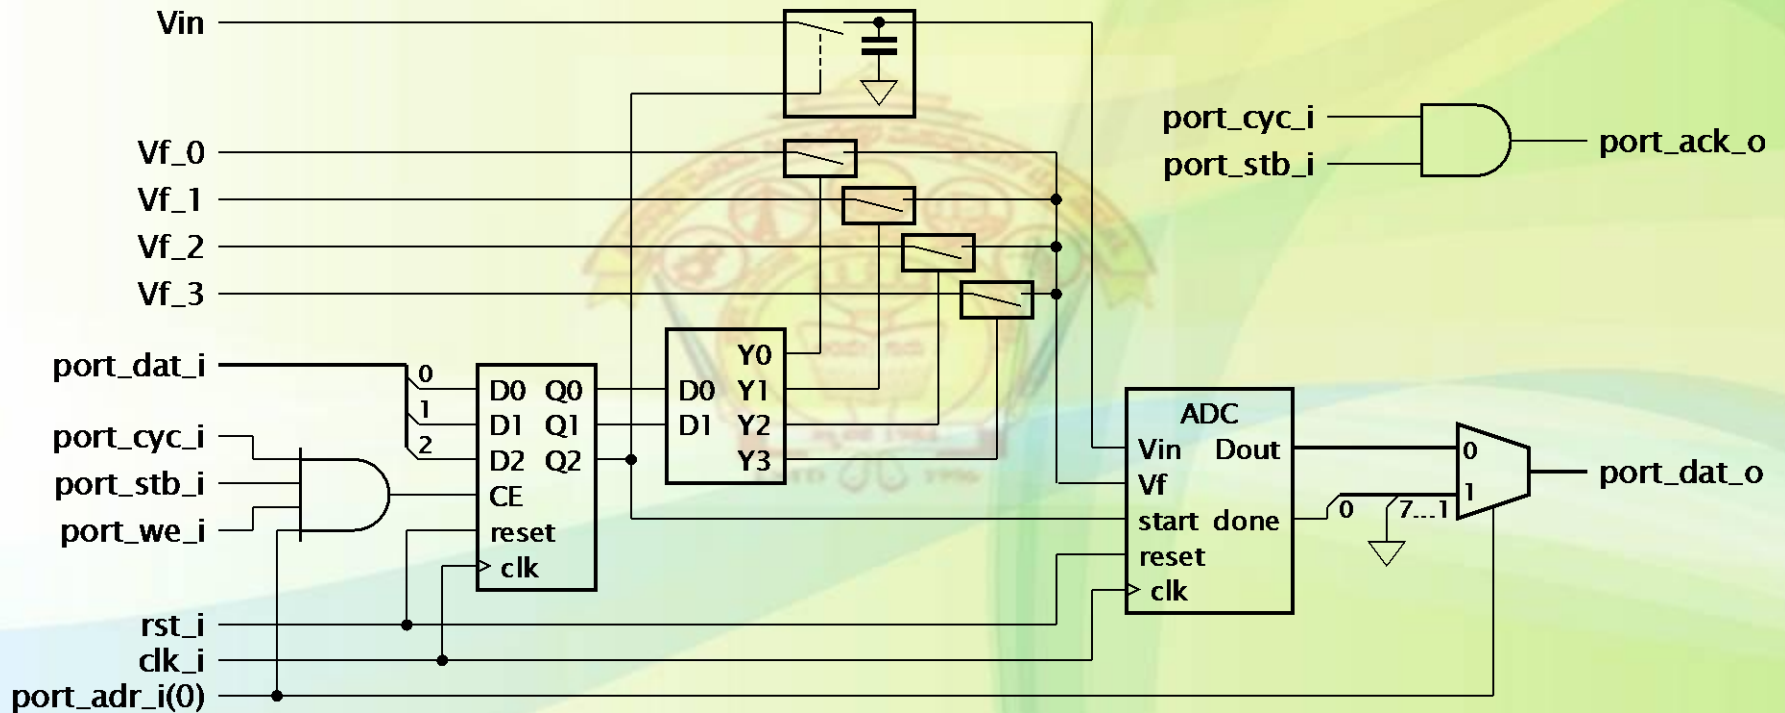 Vin
port_cyc_i
port_ack_o
port_stb_i
Vf_0
Vf_1
Vf_2
Vf_3
port_dat_i
0
1
2
port_cyc_i
port_stb_i
port_we_i
D0 Q0
D1 Q1
D2 Q2
CE
reset
clk
Y0
D0 Y1
D1 Y2
Y3
ADC
Vin Dout
Vf
start done
reset
clk
0
7...1
0
1
port_dat_o
rst_i
clk_i
port_adr_i(0)